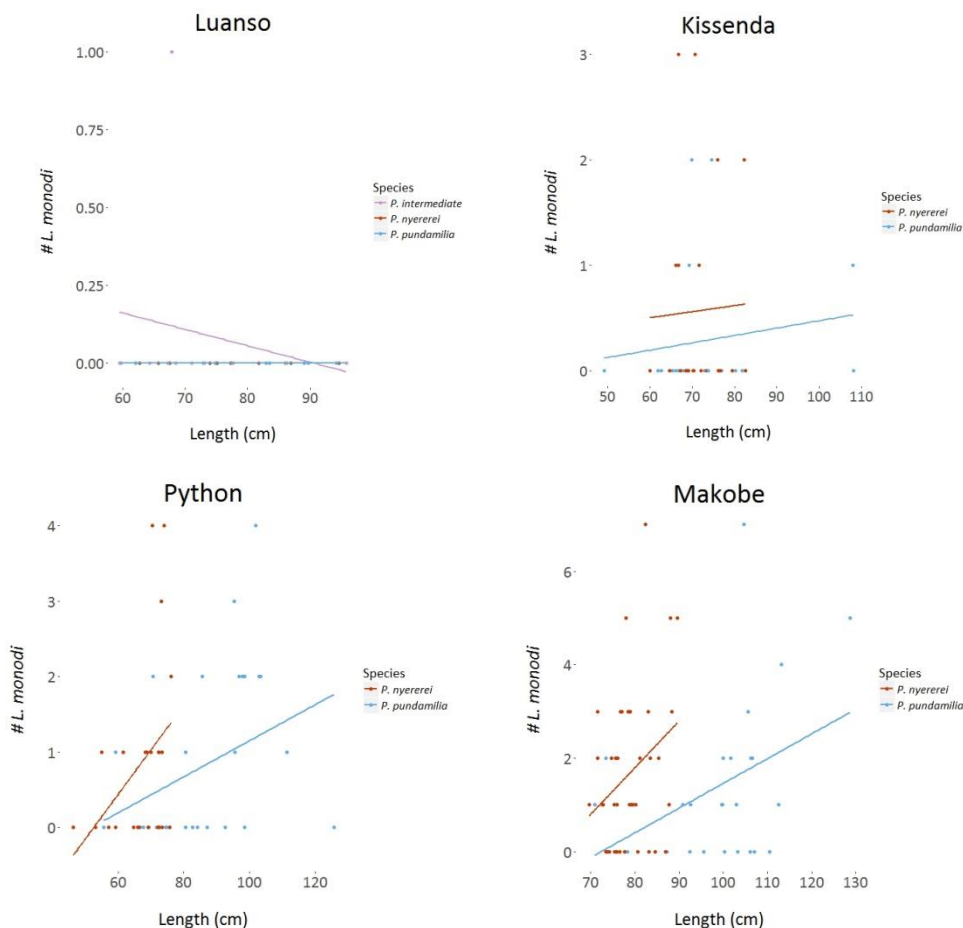 Luanso
1.00
0.75
0.50
0.25
0.00
# L. monodi
60 70 80 90
Length (cm)
Species
P. intermediate
P. nyererei
P. pundamilia
Kissenda
3
2
1
0
# L. monodi
50 60 70 80 90 100 110
Length (cm)
Species
P. nyererei
P. pundamilia
Python
4
3
2
1
0
# L. monodi
60 80 100 120
Length (cm)
Species
P. nyererei
P. pundamilia
Makobe
6
4
2
0
# L. monodi
70 80 90 100 110 120 130
Length (cm)
Species
P. nyererei
P. pundamilia